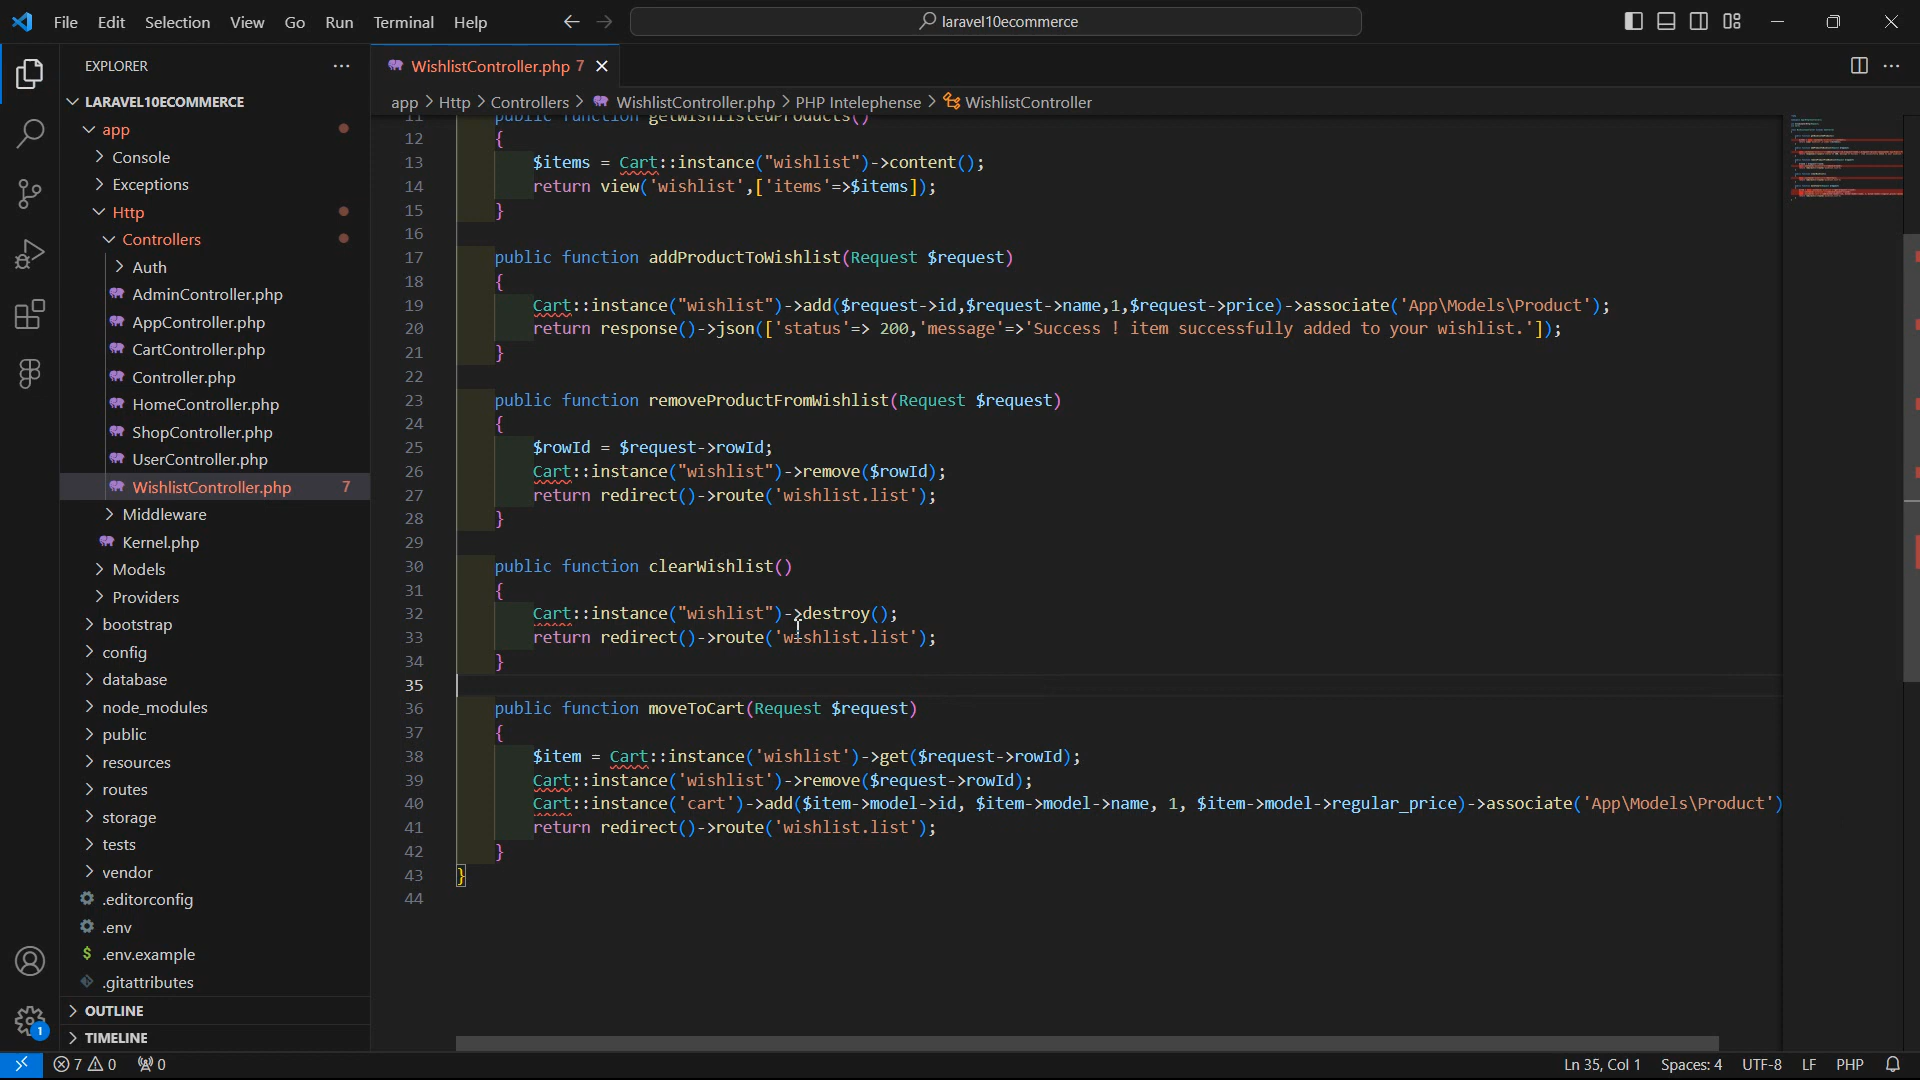 File Edit Selection View Go Run Terminal Help
laravel10ecommerce
EXPLORER
WishlistController.php 7
LARAVEL10ECOMMERCE
app > Http > Controllers > WishlistController.php > PHP Intelephense > WishlistController
app
Console
Exceptions
Http
Controllers
Auth
AdminController.php
AppController.php
CartController.php
Controller.php
HomeController.php
ShopController.php
UserController.php
WishlistController.php 7
Middleware
Kernel.php
Models
Providers
bootstrap
config
database
node_modules
public
resources
routes
storage
tests
vendor
.editorconfig
.env
.env.example
.gitattributes
OUTLINE
TIMELINE
11 public function getWishlistedProducts()
12 {
13 $items = Cart::instance("wishlist")->content();
14 return view('wishlist',['items'=>$items]);
15 }
16
17 public function addProductToWishlist(Request $request)
18 {
19 Cart::instance("wishlist")->add($request->id,$request->name,1,$request->price)->associate('App\Models\Product');
20 return response()->json(['status'=> 200,'message'=>'Success ! item successfully added to your wishlist.']);
21 }
22
23 public function removeProductFromWishlist(Request $request)
24 {
25 $rowId = $request->rowId;
26 Cart::instance("wishlist")->remove($rowId);
27 return redirect()->route('wishlist.list');
28 }
29
30 public function clearWishlist()
31 {
32 Cart::instance("wishlist")->destroy();
33 return redirect()->route('wishlist.list');
34 }
35
36 public function moveToCart(Request $request)
37 {
38 $item = Cart::instance('wishlist')->get($request->rowId);
39 Cart::instance('wishlist')->remove($request->rowId);
40 Cart::instance('cart')->add($item->model->id, $item->model->name, 1, $item->model->regular_price)->associate('App\Models\Product')
41 return redirect()->route('wishlist.list');
42 }
43 }
44
1
7 0 0
Ln 35, Col 1 Spaces: 4 UTF-8 LF PHP